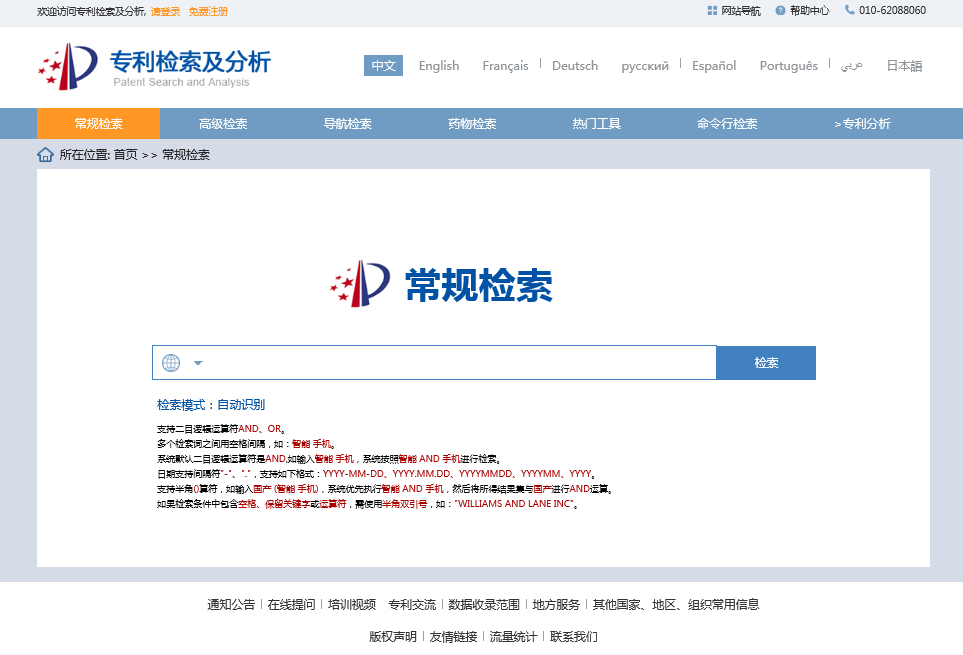 欢迎访问专利检索及分析, 请登录 免费注册 网站导航 帮助中心 010-62088060
专利检索及分析
Patent Search and Analysis
中文 English Français Deutsch русский Español Português عربي 日本語
常规检索 高级检索 导航检索 药物检索 热门工具 命令行检索 >专利分析
所在位置: 首页 >> 常规检索
常规检索
检索
检索模式：自动识别
支持二目逻辑运算符AND、OR。
多个检索词之间用空格间隔，如：智能 手机。
系统默认二目逻辑运算符是AND,如输入智能 手机，系统按照智能 AND 手机进行检索。
日期支持间隔符"-"、"."，支持如下格式：YYYY-MM-DD、YYYY.MM.DD、YYYYMMDD、YYYYMM、YYYY。
支持半角()算符，如输入国产 (智能 手机)，系统优先执行智能 AND 手机，然后将所得结果集与国产进行AND运算。
如果检索条件中包含空格、保留关键字或运算符，需使用半角双引号，如："WILLIAMS AND LANE INC"。
通知公告 | 在线提问 | 培训视频 专利交流 | 数据收录范围 | 地方服务 | 其他国家、地区、组织常用信息
版权声明 | 友情链接 | 流量统计 | 联系我们